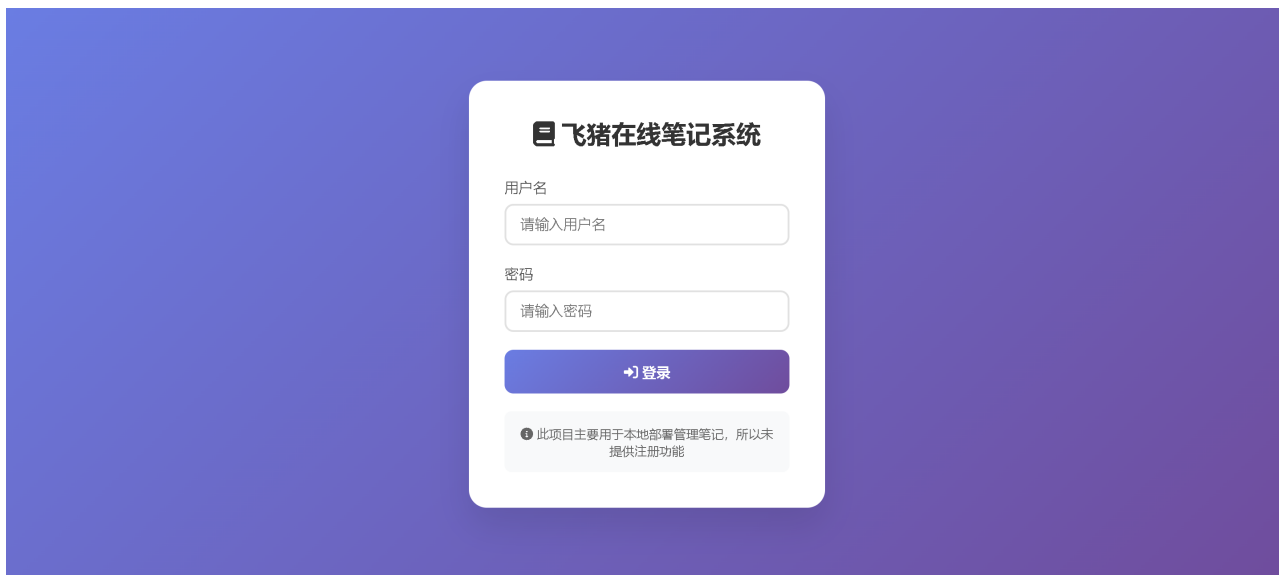 飞猪在线笔记系统
用户名
请输入用户名
密码
请输入密码
登录
此项目主要用于本地部署管理笔记，所以未
提供注册功能